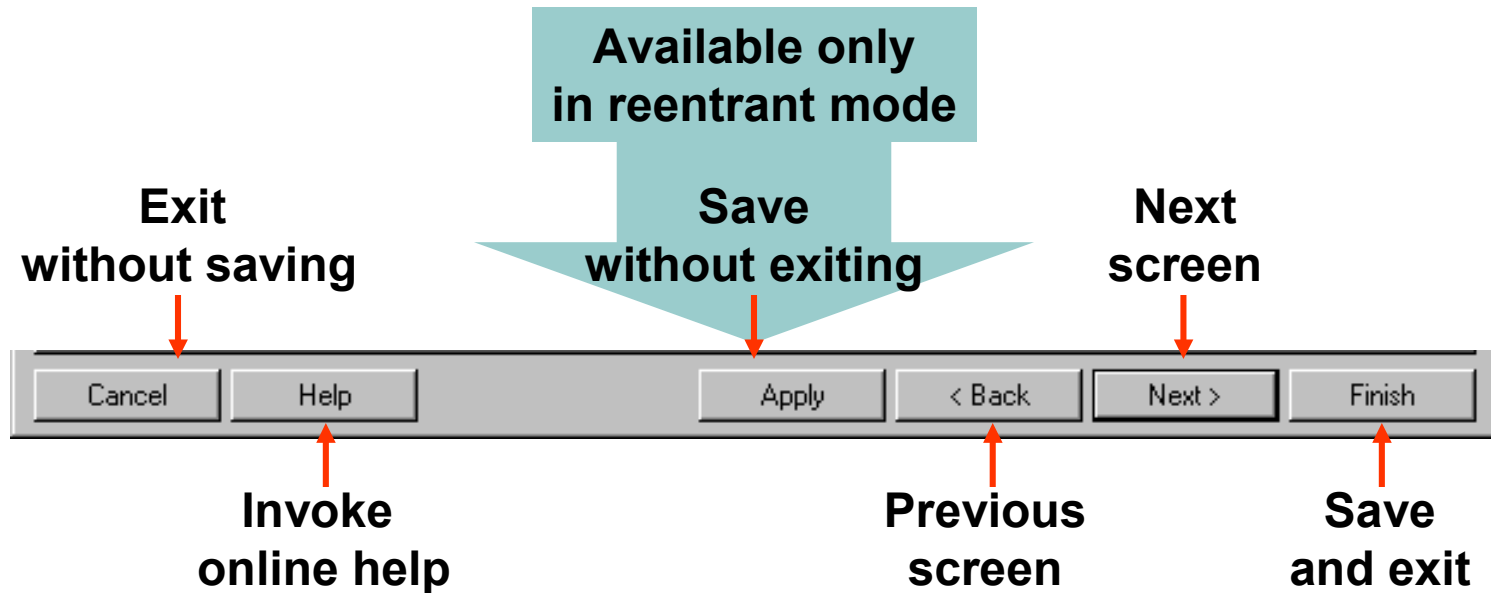 Available only
in reentrant mode
Exit
without saving
Save
without exiting
Next
screen
Cancel
Help
Apply
< Back
Next >
Finish
Invoke
online help
Previous
screen
Save
and exit